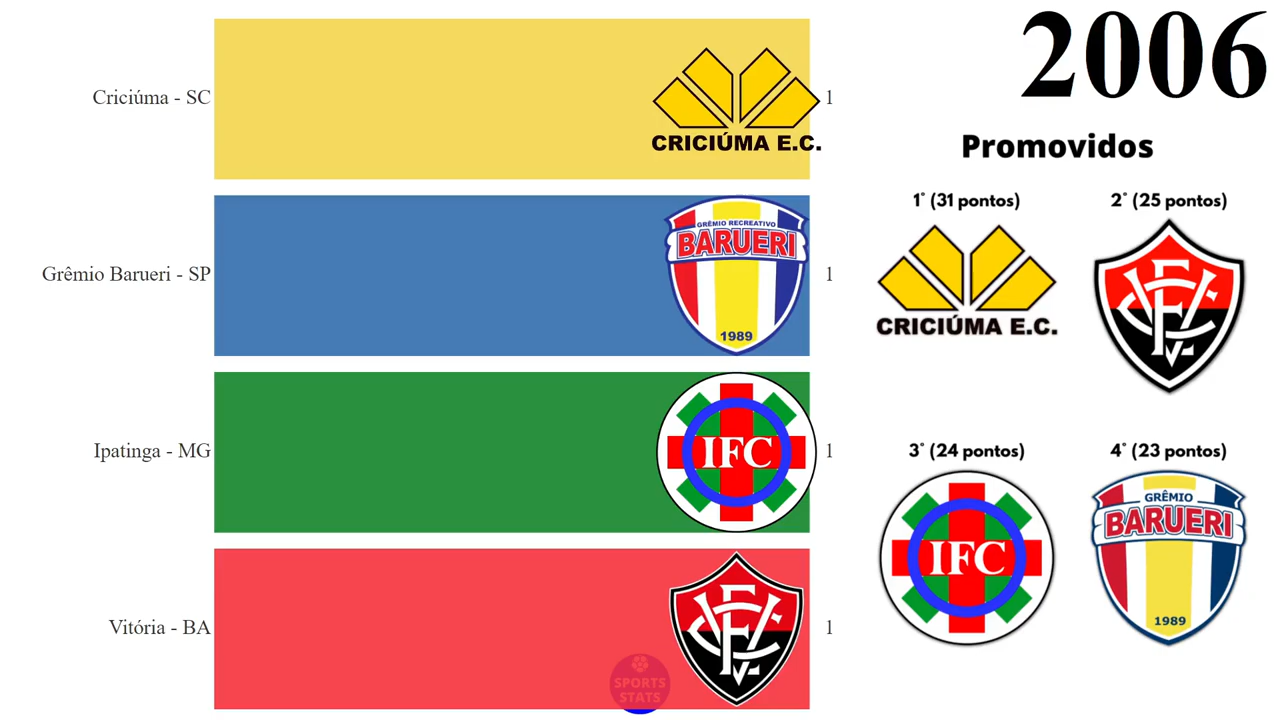 2006
Promovidos
Criciúma - SC
CRICIÚMA E.C.
1
Grêmio Barueri - SP
GRÊMIO RECREATIVO
BARUERI
1989
1
Ipatinga - MG
IFC
1
Vitória - BA
1
SPORTS
STATS
1° (31 pontos)
CRICIÚMA E.C.
2° (25 pontos)
3° (24 pontos)
IFC
4° (23 pontos)
GRÊMIO
BARUERI
1989